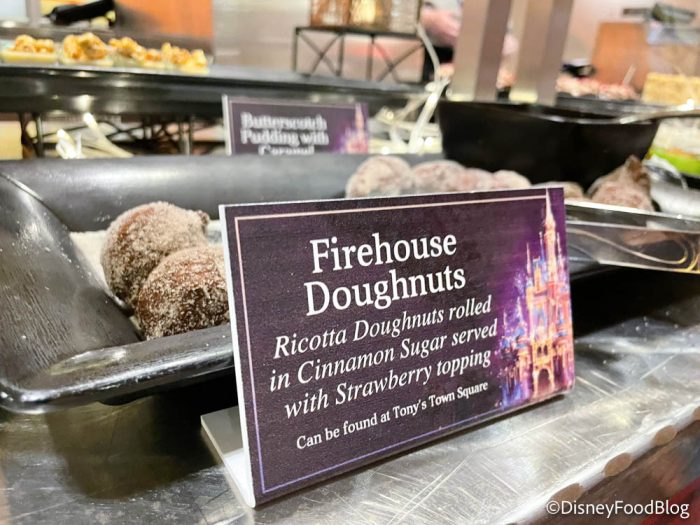 Butterscotch
Pudding with
Caramel
Firehouse
Doughnuts
Ricotta Doughnuts rolled
in Cinnamon Sugar served
with Strawberry topping
Can be found at Tony's Town Square
©DisneyFoodBlog